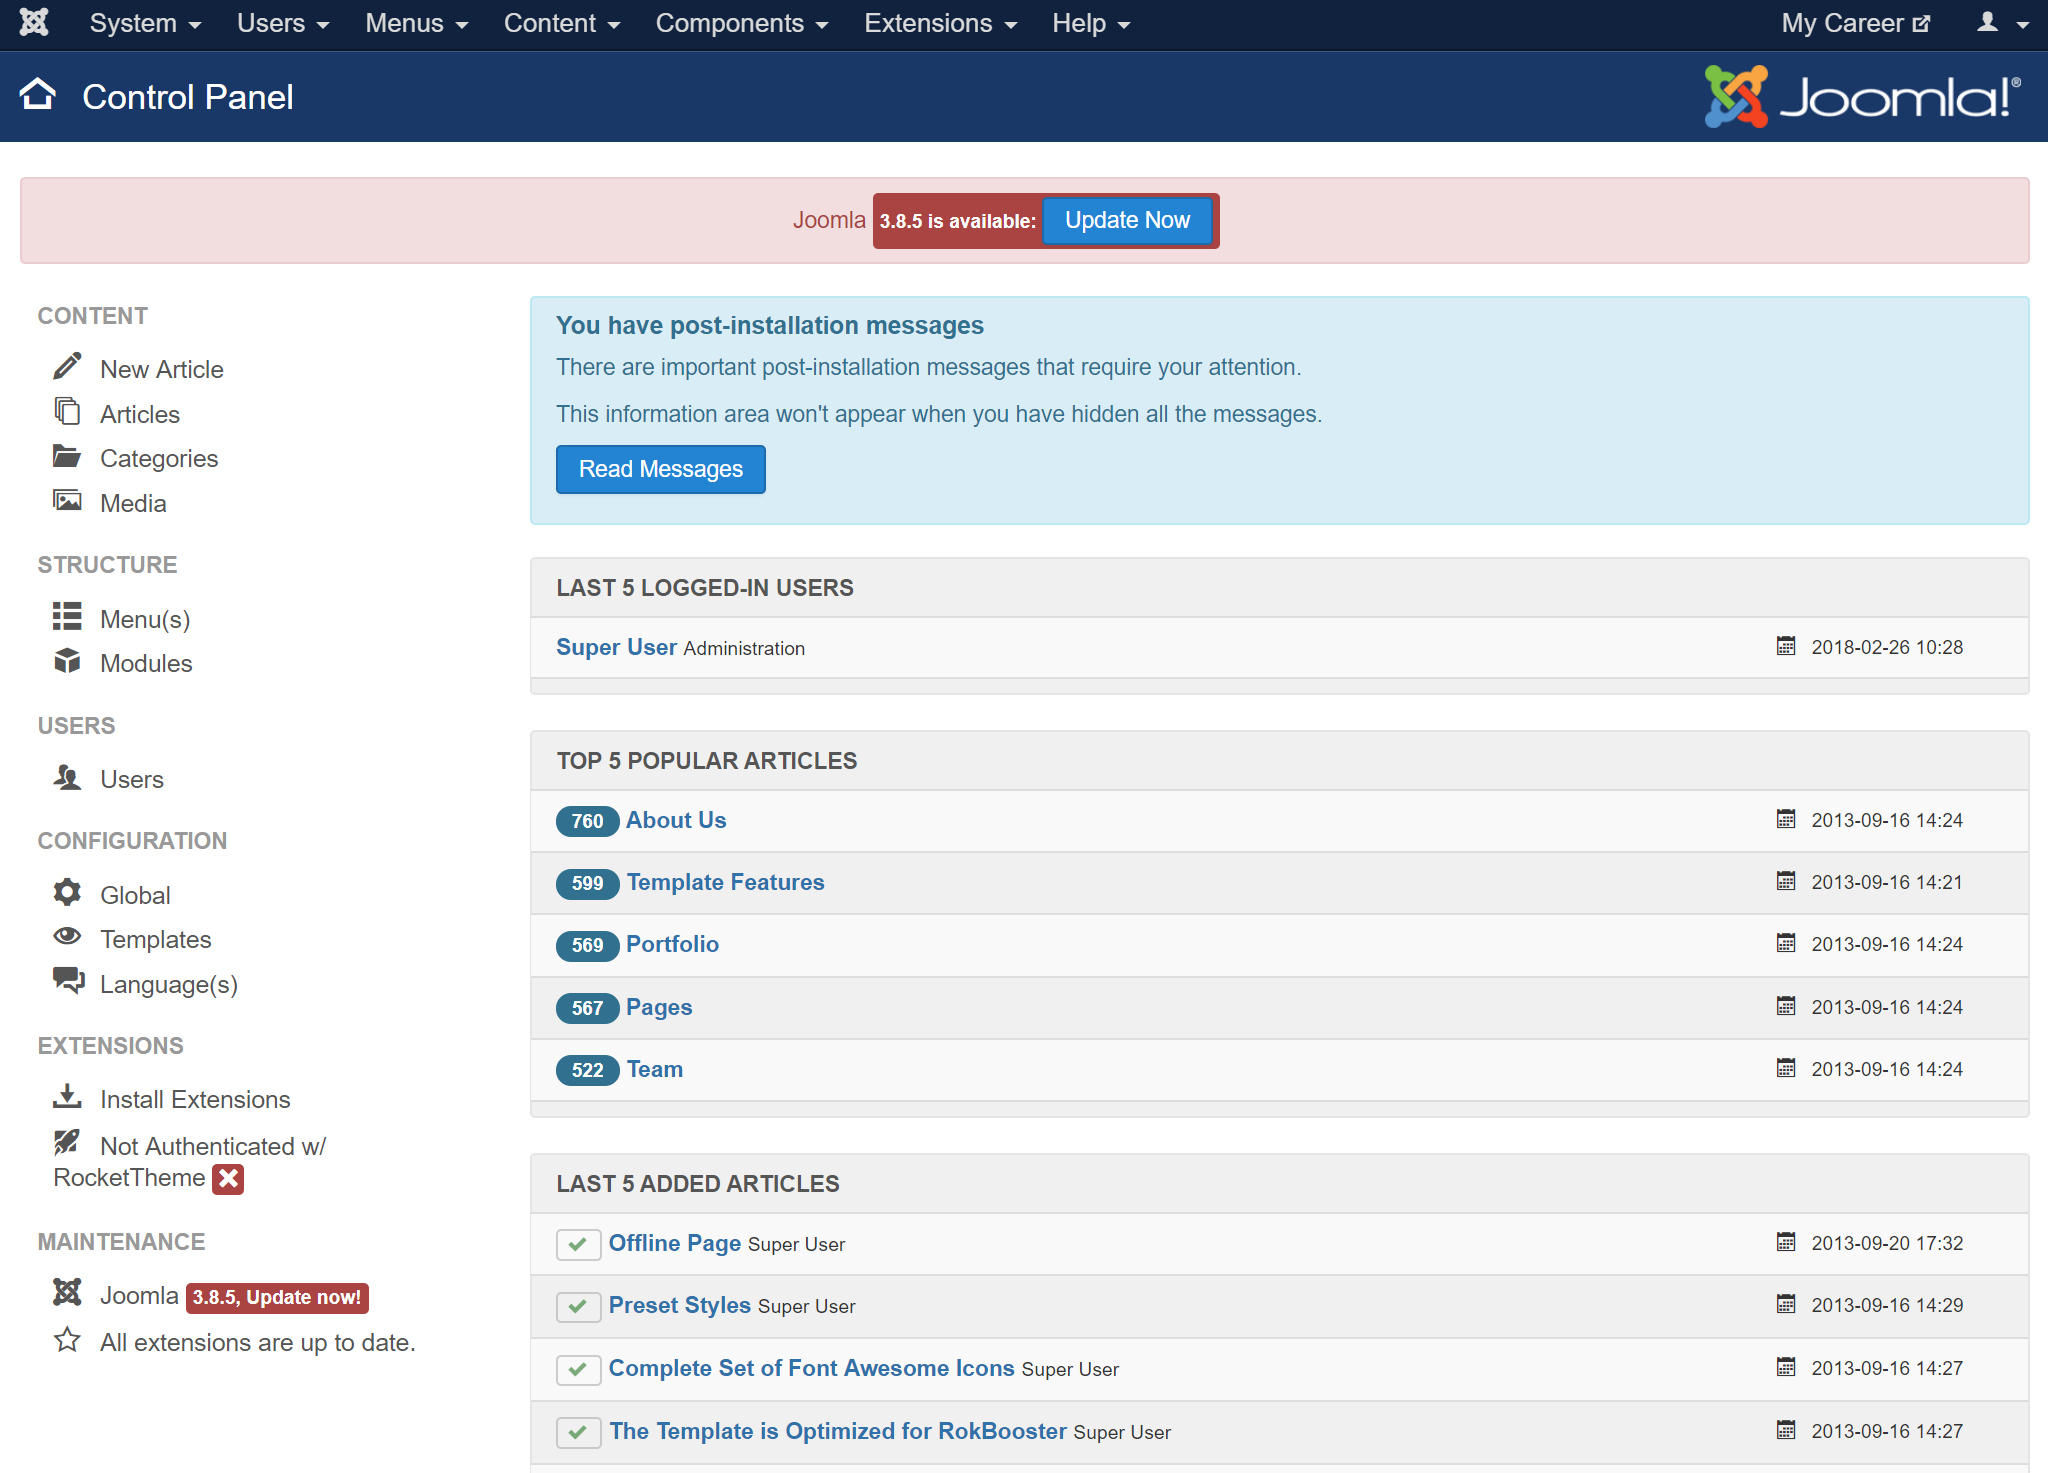 System Users Menus Content Components Extensions Help My Career
Control Panel
Joomla!®
Joomla 3.8.5 is available: Update Now
CONTENT
New Article
Articles
Categories
Media
STRUCTURE
Menu(s)
Modules
USERS
Users
CONFIGURATION
Global
Templates
Language(s)
EXTENSIONS
Install Extensions
Not Authenticated w/
RocketTheme
MAINTENANCE
Joomla 3.8.5, Update now!
All extensions are up to date.
You have post-installation messages
There are important post-installation messages that require your attention.
This information area won't appear when you have hidden all the messages.
Read Messages
LAST 5 LOGGED-IN USERS
Super User Administration 2018-02-26 10:28
TOP 5 POPULAR ARTICLES
760 About Us 2013-09-16 14:24
599 Template Features 2013-09-16 14:21
569 Portfolio 2013-09-16 14:24
567 Pages 2013-09-16 14:24
522 Team 2013-09-16 14:24
LAST 5 ADDED ARTICLES
Offline Page Super User 2013-09-20 17:32
Preset Styles Super User 2013-09-16 14:29
Complete Set of Font Awesome Icons Super User 2013-09-16 14:27
The Template is Optimized for RokBooster Super User 2013-09-16 14:27